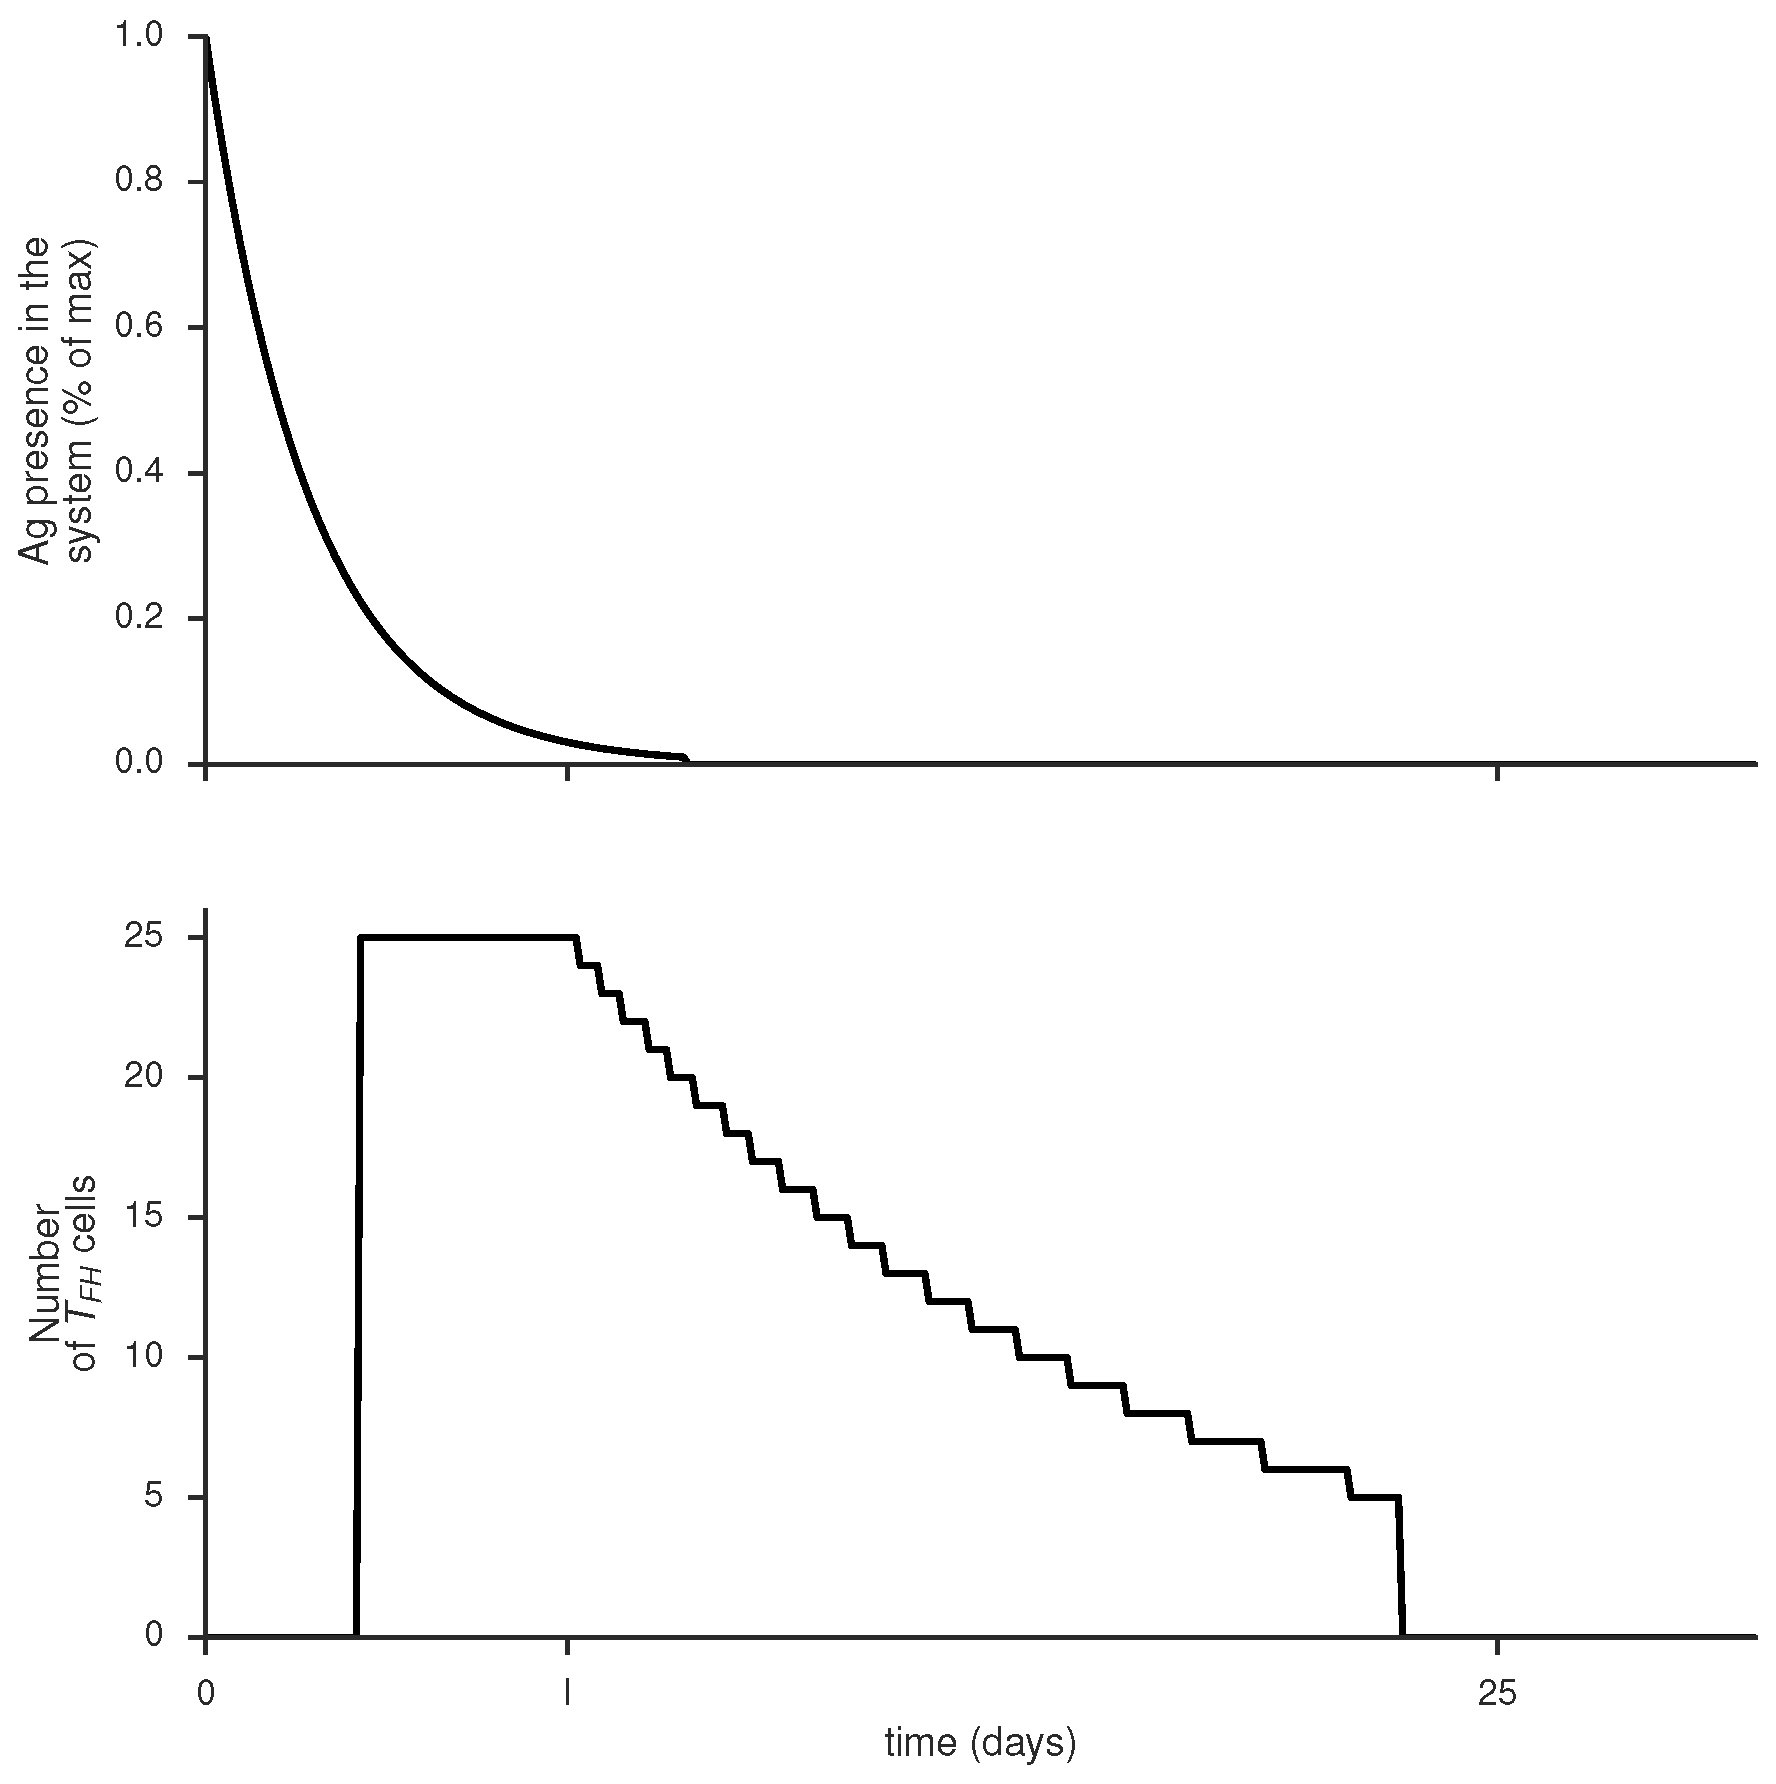 1.0
0.8
0.6
0.4
0.2
0.0
Ag presence in the
system (% of max)
25
20
15
10
5
0
Number
of T_FH cells
0 I 25
time (days)